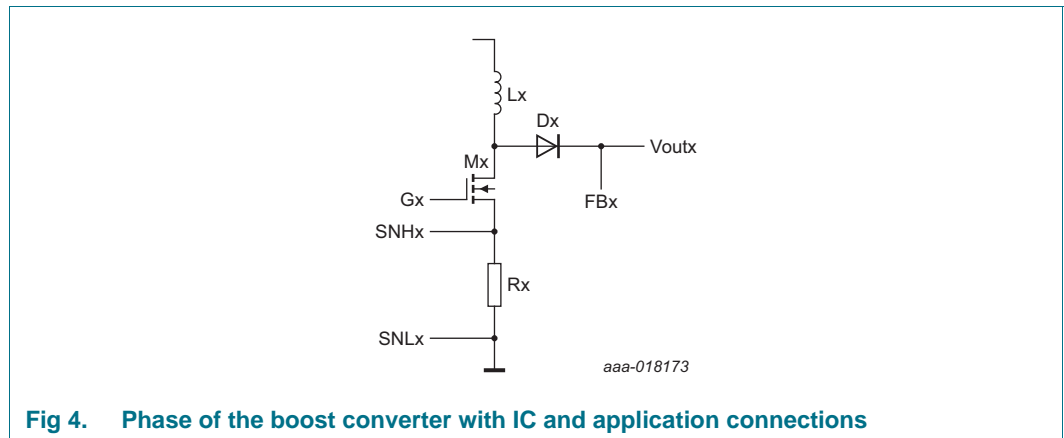 Lx
Dx
Voutx
Mx
Gx
FBx
SNHx
Rx
SNLx
aaa-018173
Fig 4. Phase of the boost converter with IC and application connections